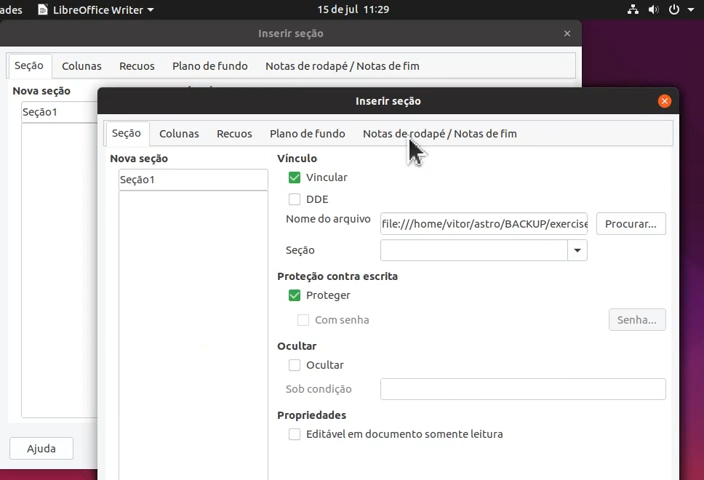 ades LibreOffice Writer 15 de jul 11:29
Inserir seção
Seção Colunas Recuos Plano de fundo Notas de rodapé / Notas de fim
Nova seção
Seção1
Inserir seção
Seção Colunas Recuos Plano de fundo Notas de rodapé / Notas de fim
Nova seção
Seção1
Vínculo
Vincular
DDE
Nome do arquivo file:///home/vitor/astro/BACKUP/exercise Procurar...
Seção
Proteção contra escrita
Proteger
Com senha Senha...
Ocultar
Ocultar
Sob condição
Propriedades
Editável em documento somente leitura
Ajuda